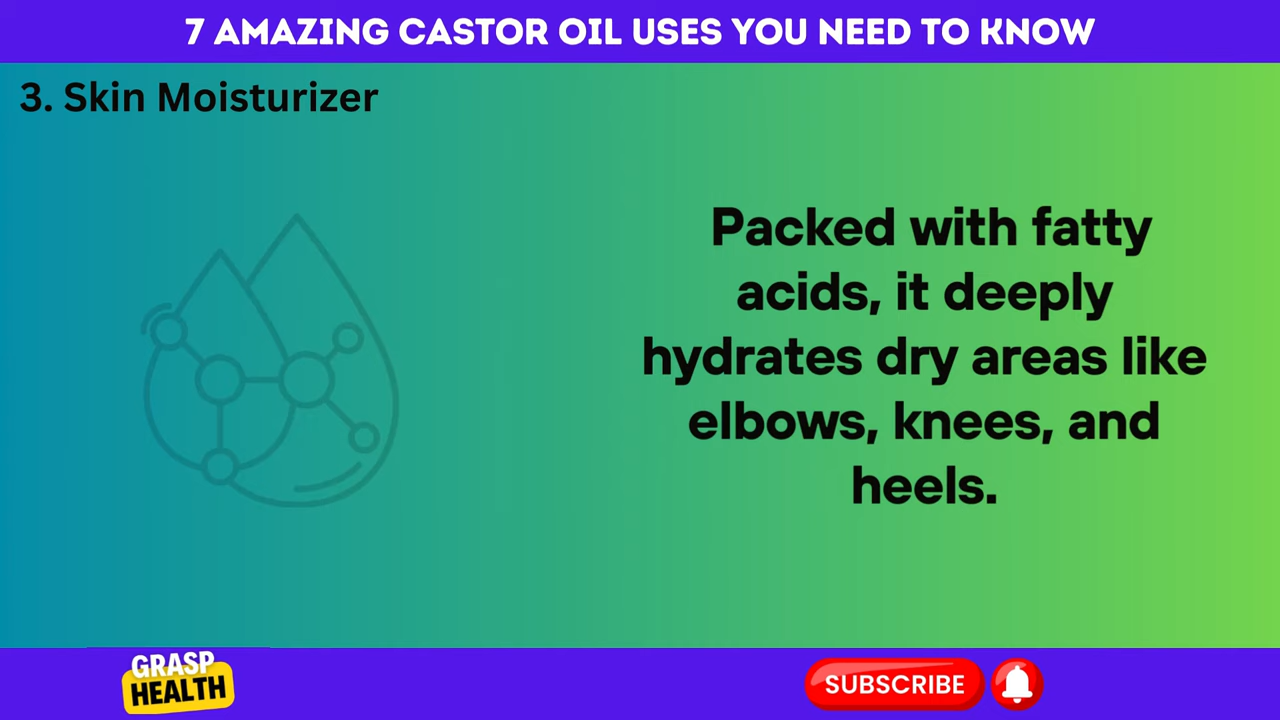 7 AMAZING CASTOR OIL USES YOU NEED TO KNOW
3. Skin Moisturizer
Packed with fatty
acids, it deeply
hydrates dry areas like
elbows, knees, and
heels.
GRASP
HEALTH
SUBSCRIBE